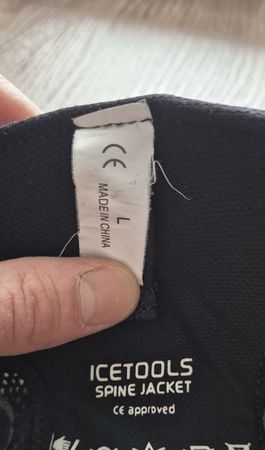 CE
L
MADE IN CHINA
ICETOOLS
SPINE JACKET
CE approved